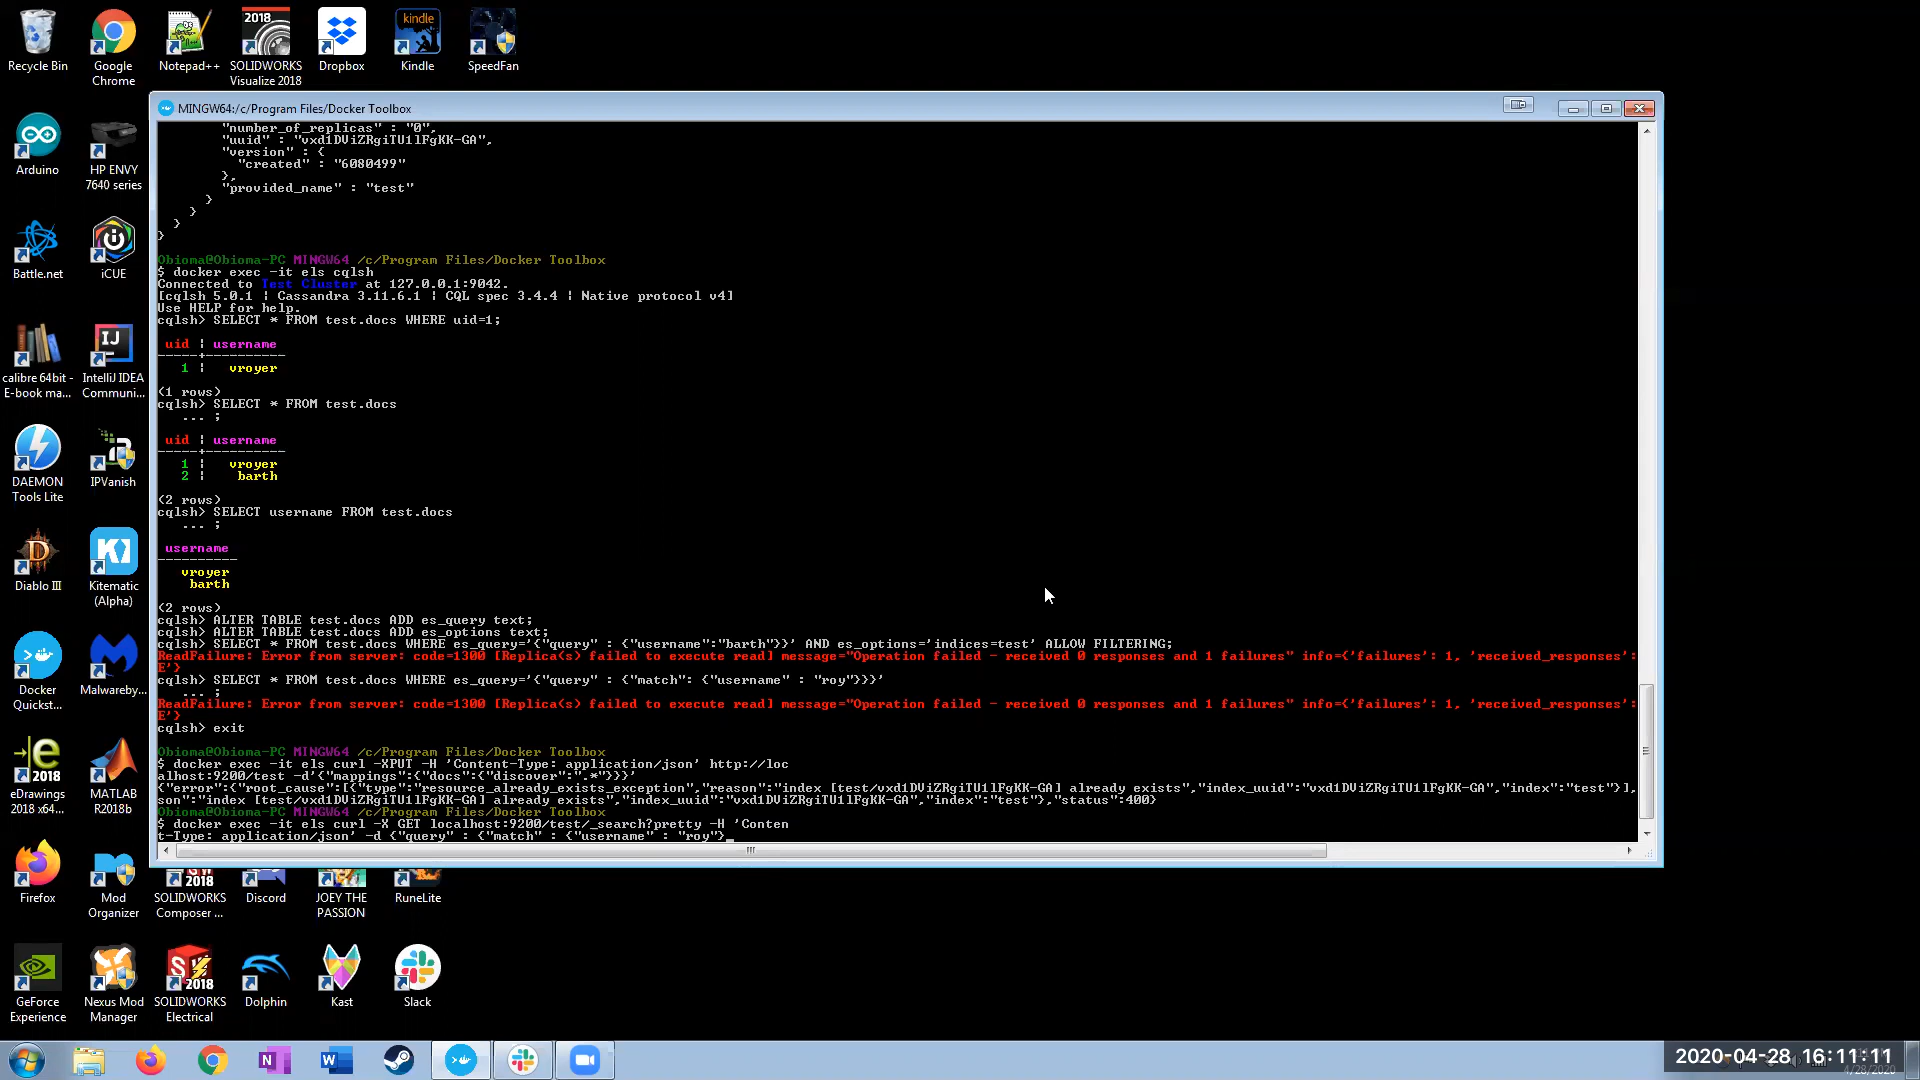 Recycle Bin
Google Chrome
Notepad++
SOLIDWORKS Visualize 2018
Dropbox
Kindle
SpeedFan
MINGW64:/c/Program Files/Docker Toolbox
"number_of_replicas" : "0",
"uuid" : "vxd1DViZRgiTU1lFgKK-GA",
"version" : {
"created" : "6080499"
},
"provided_name" : "test"
}
}
}
}
Obioma@Obioma-PC MINGW64 /c/Program Files/Docker Toolbox
$ docker exec -it els cqlsh
Connected to Test Cluster at 127.0.0.1:9042.
[cqlsh 5.0.1 | Cassandra 3.11.6.1 | CQL spec 3.4.4 | Native protocol v4]
Use HELP for help.
cqlsh> SELECT * FROM test.docs WHERE uid=1;
uid | username
-----+----------
1 | vroyer
(1 rows)
cqlsh> SELECT * FROM test.docs
... ;
uid | username
-----+----------
1 | vroyer
2 | barth
(2 rows)
cqlsh> SELECT username FROM test.docs
... ;
username
----------
vroyer
barth
(2 rows)
cqlsh> ALTER TABLE test.docs ADD es_query text;
cqlsh> ALTER TABLE test.docs ADD es_options text;
cqlsh> SELECT * FROM test.docs WHERE es_query='{"query" : {"username":"barth"}}' AND es_options='indices=test' ALLOW FILTERING;
ReadFailure: Error from server: code=1300 [Replica(s) failed to execute read] message="Operation failed - received 0 responses and 1 failures" info={'failures': 1, 'received_responses':
E'}
cqlsh> SELECT * FROM test.docs WHERE es_query='{"query" : {"match": {"username" : "roy"}}}'
... ;
ReadFailure: Error from server: code=1300 [Replica(s) failed to execute read] message="Operation failed - received 0 responses and 1 failures" info={'failures': 1, 'received_responses':
E'}
cqlsh> exit
Obioma@Obioma-PC MINGW64 /c/Program Files/Docker Toolbox
$ docker exec -it els curl -XPUT -H 'Content-Type: application/json' http://loc
alhost:9200/test -d'{"mappings":{"docs":{"discover":".*"}}}'
{"error":{"root_cause":[{"type":"resource_already_exists_exception","reason":"index [test/vxd1DViZRgiTU1lFgKK-GA] already exists","index_uuid":"vxd1DViZRgiTU1lFgKK-GA","index":"test"}],
son":"index [test/vxd1DViZRgiTU1lFgKK-GA] already exists","index_uuid":"vxd1DViZRgiTU1lFgKK-GA","index":"test"},"status":400}
Obioma@Obioma-PC MINGW64 /c/Program Files/Docker Toolbox
$ docker exec -it els curl -X GET localhost:9200/test/_search?pretty -H 'Conten
t-Type: application/json' -d {"query" : {"match" : {"username" : "roy"}_
Arduino
HP ENVY 7640 series
Battle.net
iCUE
calibre 64bit - E-book ma...
IntelliJ IDEA Communi...
DAEMON Tools Lite
IPVanish
Diablo III
Kitematic (Alpha)
Docker Quickst...
Malwareby...
eDrawings 2018 x64...
MATLAB R2018b
Firefox
Mod Organizer
SOLIDWORKS Composer ...
Discord
JOEY THE PASSION
RuneLite
GeForce Experience
Nexus Mod Manager
SOLIDWORKS Electrical
Dolphin
Kast
Slack
2020-04-28 16:11:11